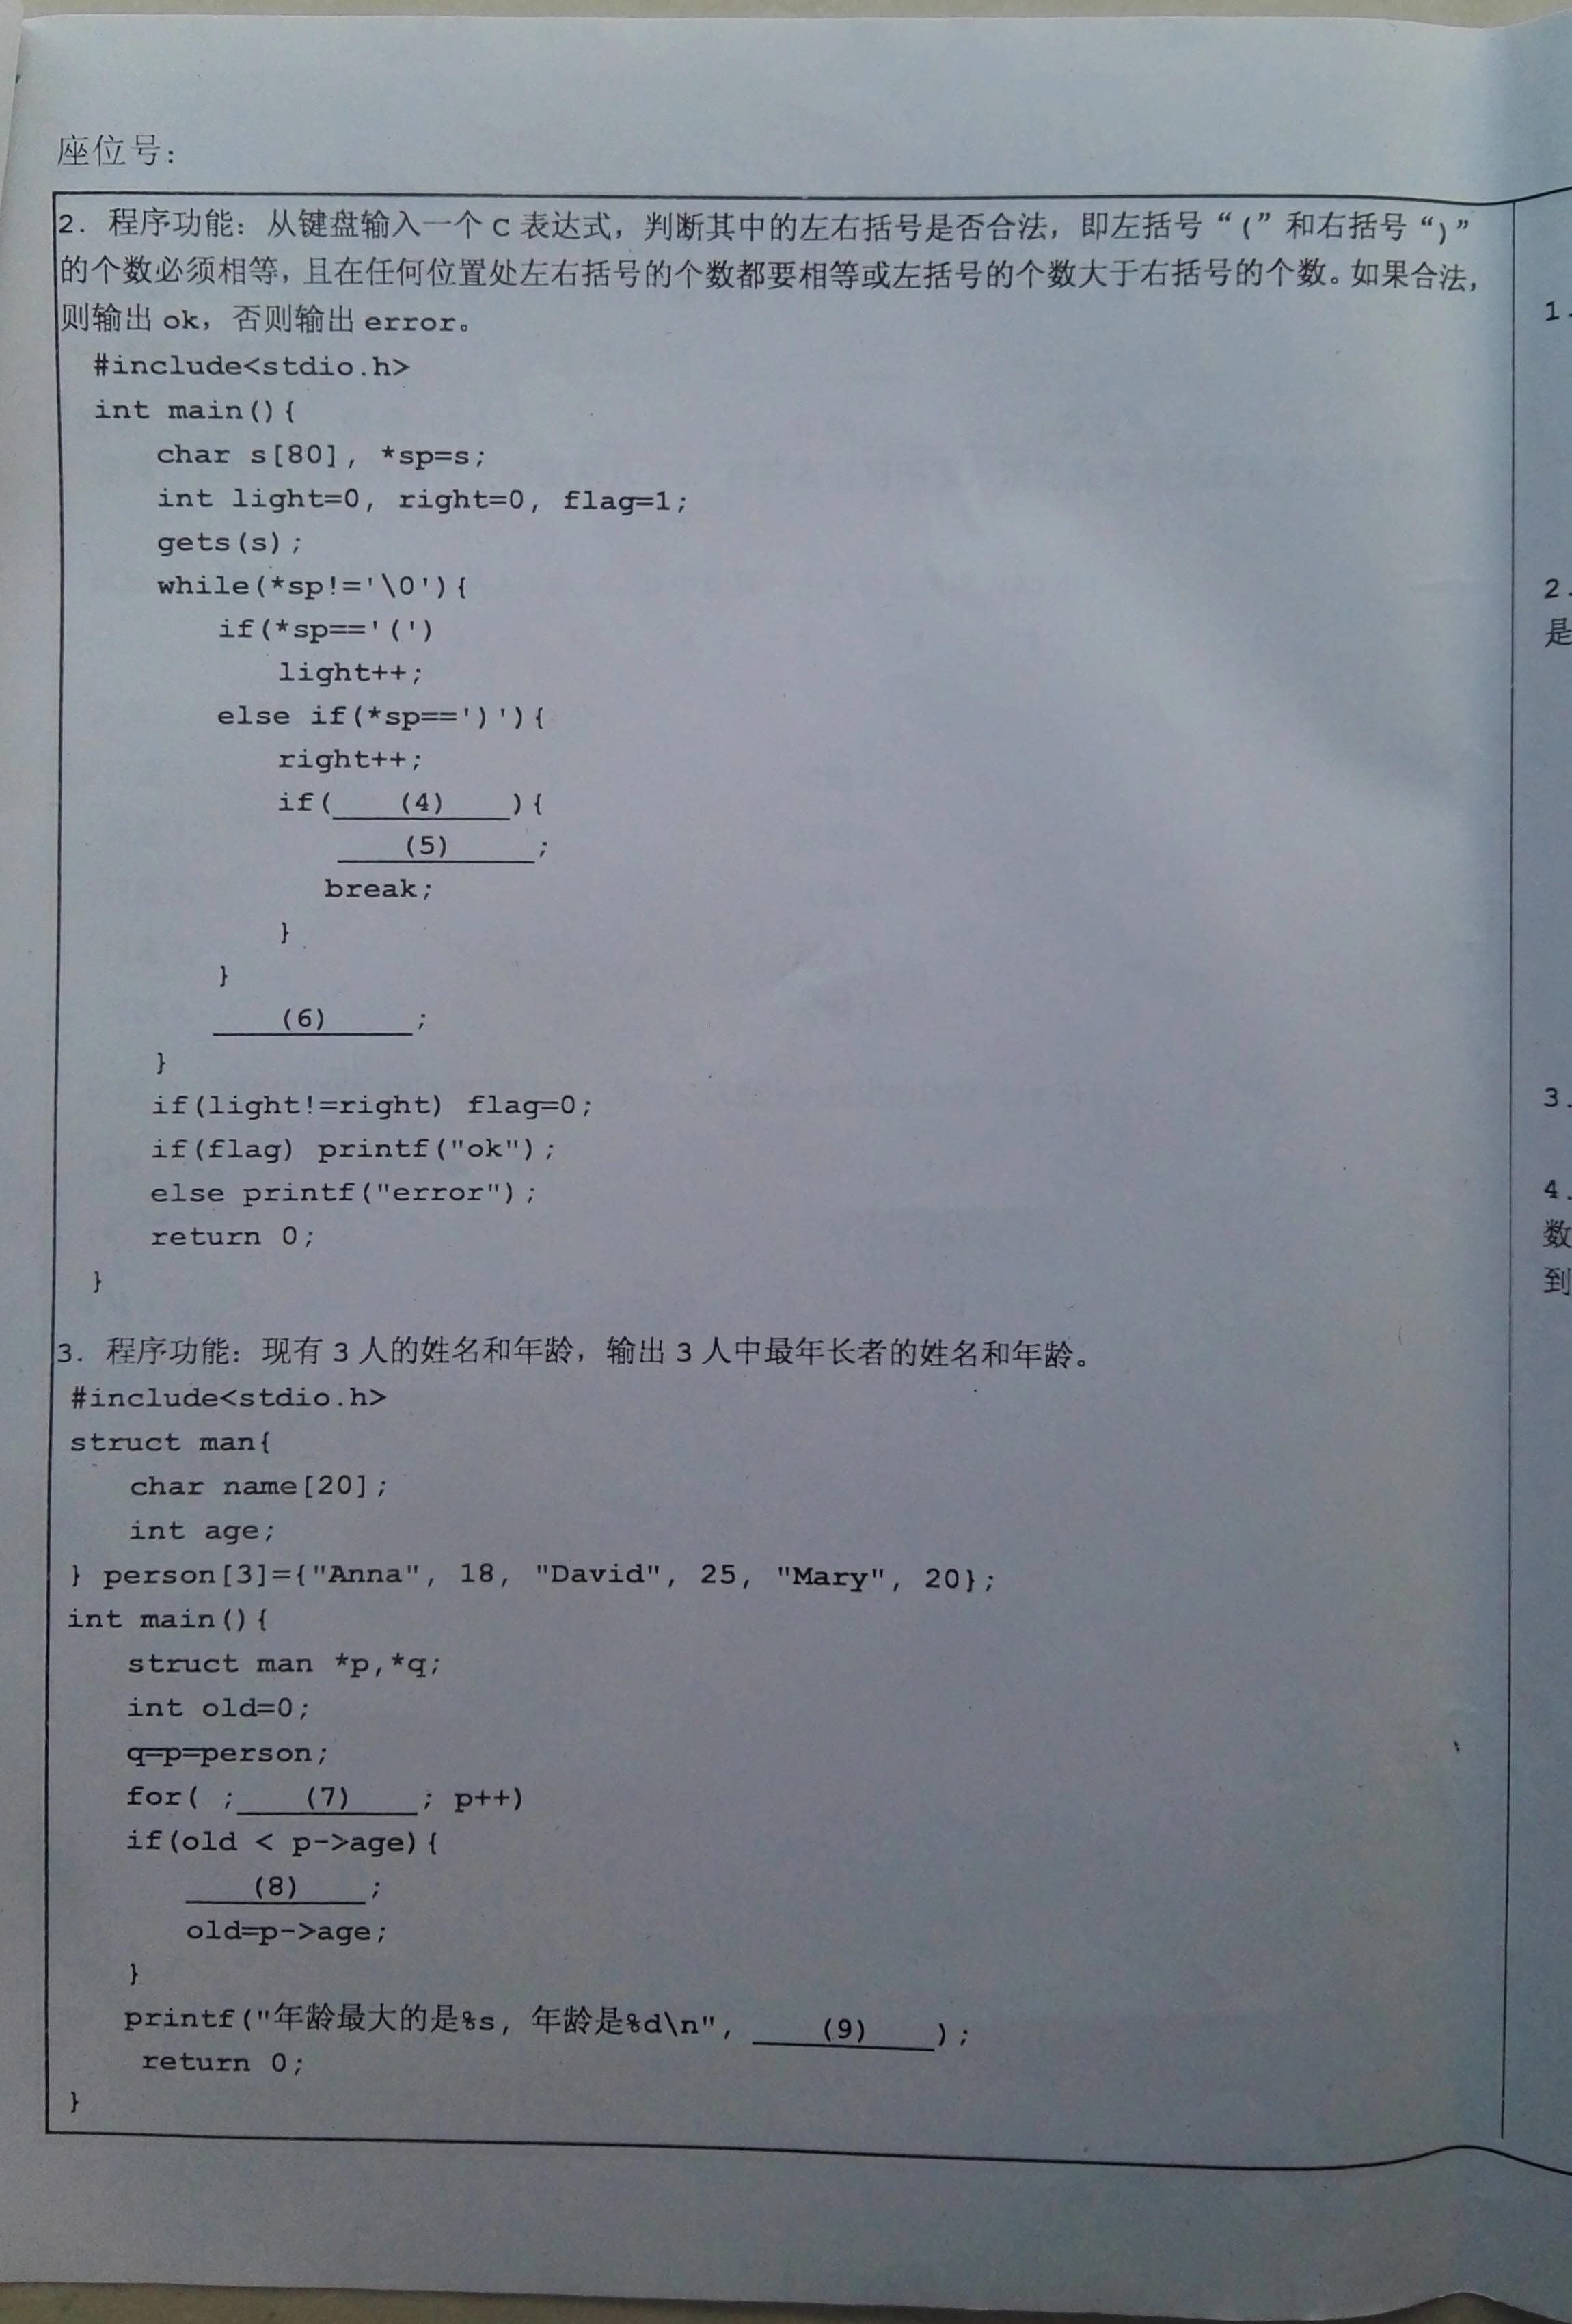 座位号:
2. 程序功能: 从键盘输入一个 C 表达式, 判断其中的左右括号是否合法, 即左括号 “(” 和右括号 “)”
的个数必须相等, 且在任何位置处左右括号的个数都要相等或左括号的个数大于右括号的个数。如果合法,
则输出 ok, 否则输出 error。
#include<stdio.h>
int main(){
char s[80], *sp=s;
int light=0, right=0, flag=1;
gets(s);
while(*sp!='\0'){
if(*sp=='(')
light++;
else if(*sp==')'){
right++;
if(____(4)____){
____(5)____;
break;
}
}
____(6)____;
}
if(light!=right) flag=0;
if(flag) printf("ok");
else printf("error");
return 0;
}
3. 程序功能: 现有 3 人的姓名和年龄, 输出 3 人中最年长者的姓名和年龄。
#include<stdio.h>
struct man{
char name[20];
int age;
} person[3]={"Anna", 18, "David", 25, "Mary", 20};
int main(){
struct man *p,*q;
int old=0;
q=p=person;
for( ;____(7)____; p++)
if(old < p->age){
____(8)____;
old=p->age;
}
printf("年龄最大的是%s, 年龄是%d\n", ____(9)____);
return 0;
}
1.
2.
是
3.
4.
数
到